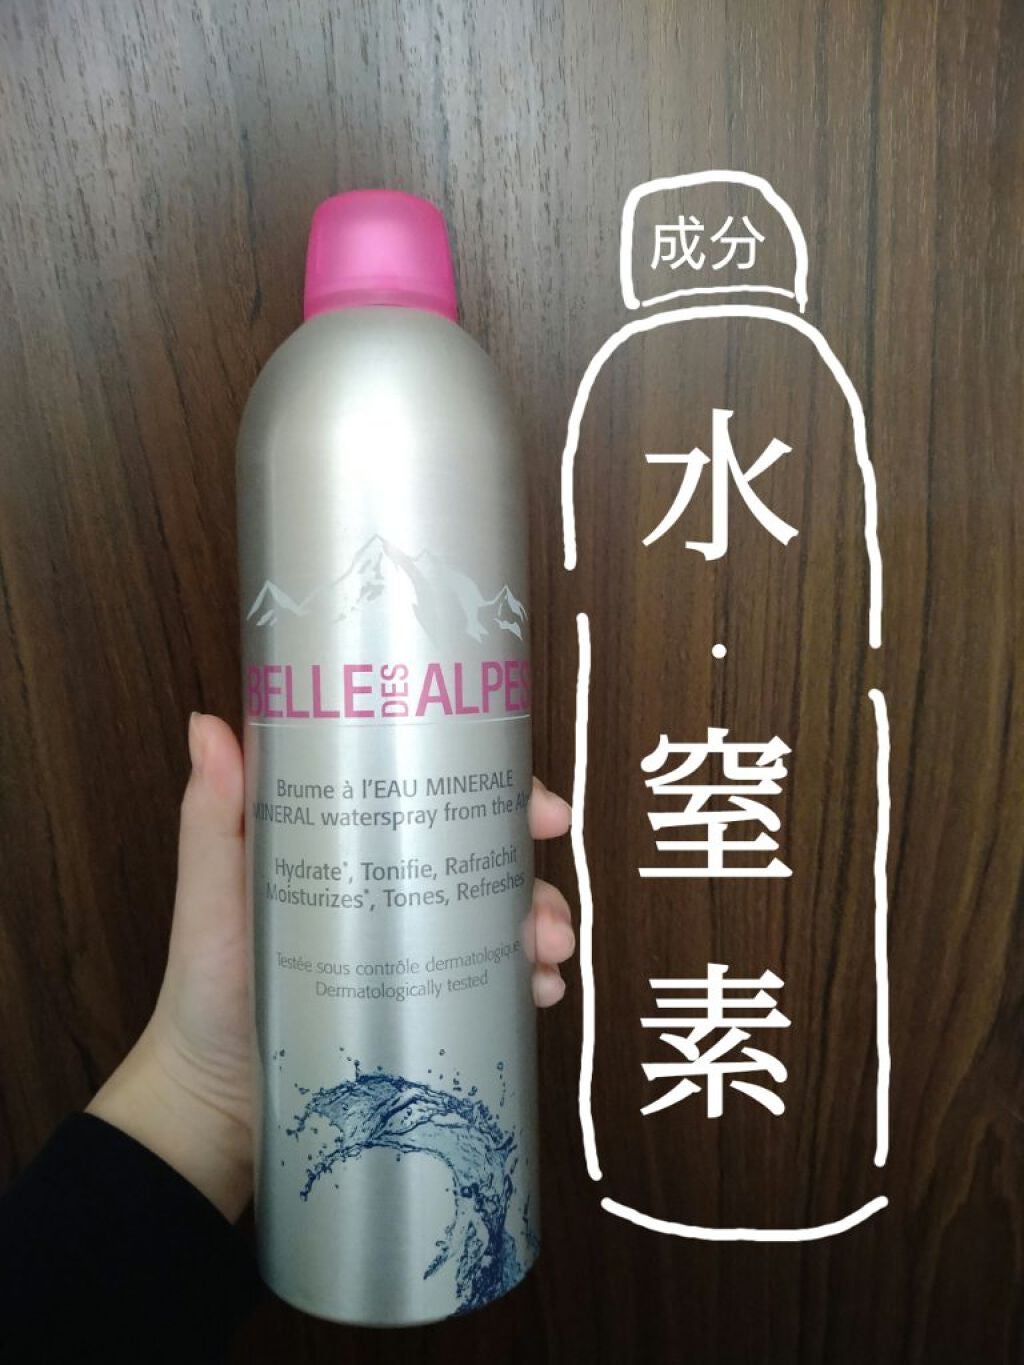 BELLE DES ALPES
Brume à l'EAU MINERALE
MINERAL waterspray from the
Hydrate*, Tonifie, Rafraîchit
Moisturizes*, Tones, Refreshes
Testée sous contrôle dermatologique
Dermatologically tested
成分
水・窒素